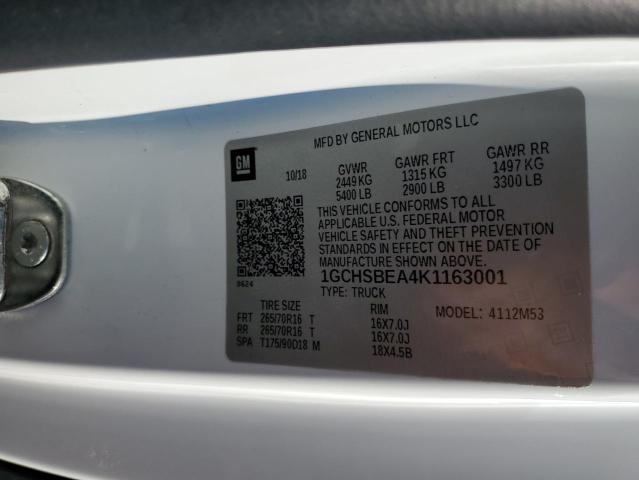 MFD BY GENERAL MOTORS LLC
GM
10/18 GVWR GAWR FRT GAWR RR
2449 KG 1315 KG 1497 KG
5400 LB 2900 LB 3300 LB
THIS VEHICLE CONFORMS TO ALL
APPLICABLE U.S. FEDERAL MOTOR
VEHICLE SAFETY AND THEFT PREVENTION
STANDARDS IN EFFECT ON THE DATE OF
MANUFACTURE SHOWN ABOVE.
1GCHSBEA4K1163001
TYPE: TRUCK
TIRE SIZE RIM MODEL: 4112M53
FRT 265/70R16 T 16X7.0J
RR 265/70R16 T 16X7.0J
SPA T175/90D18 M 18X4.5B